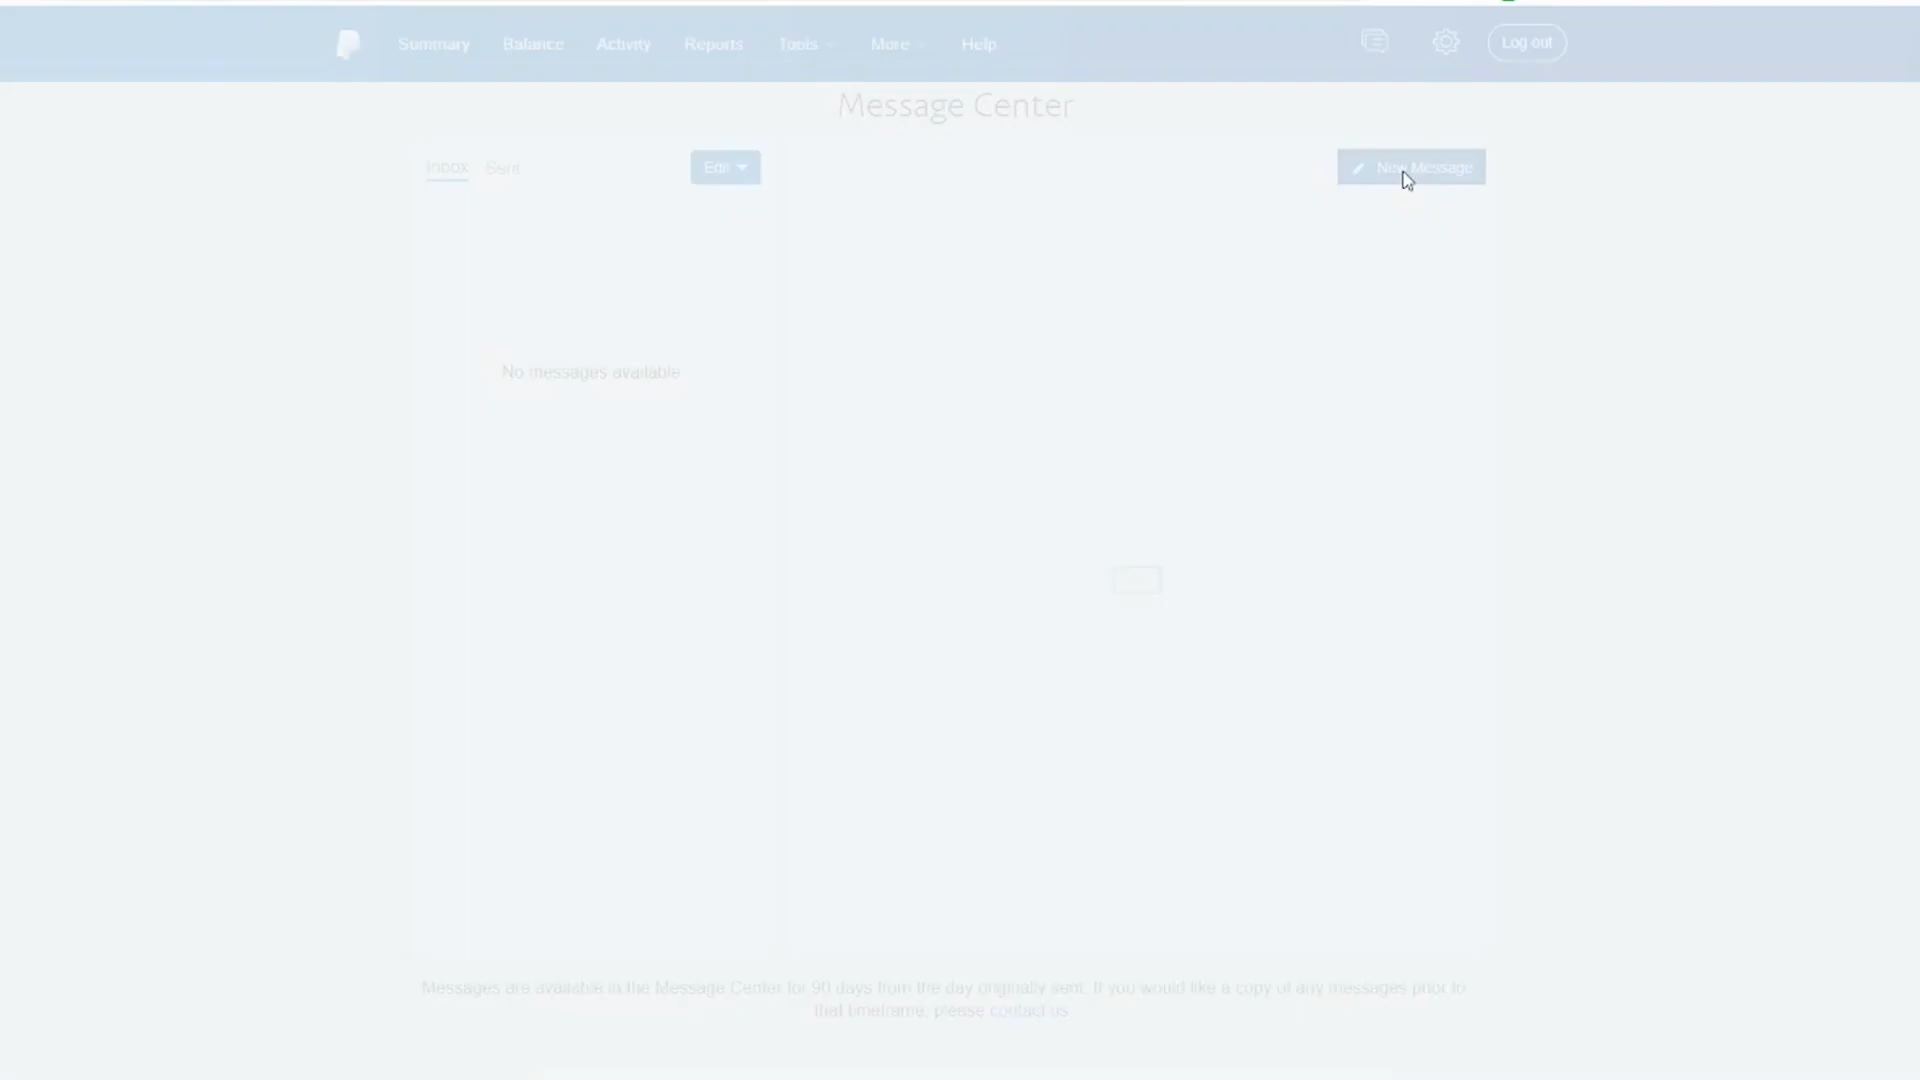 Summary Balance Activity Reports Tools More Help Log out
Message Center
Inbox Sent Edit New Message
No messages available
Messages are available in the Message Center for 90 days from the day originally sent. If you would like a copy of any messages prior to
that timeframe, please contact us